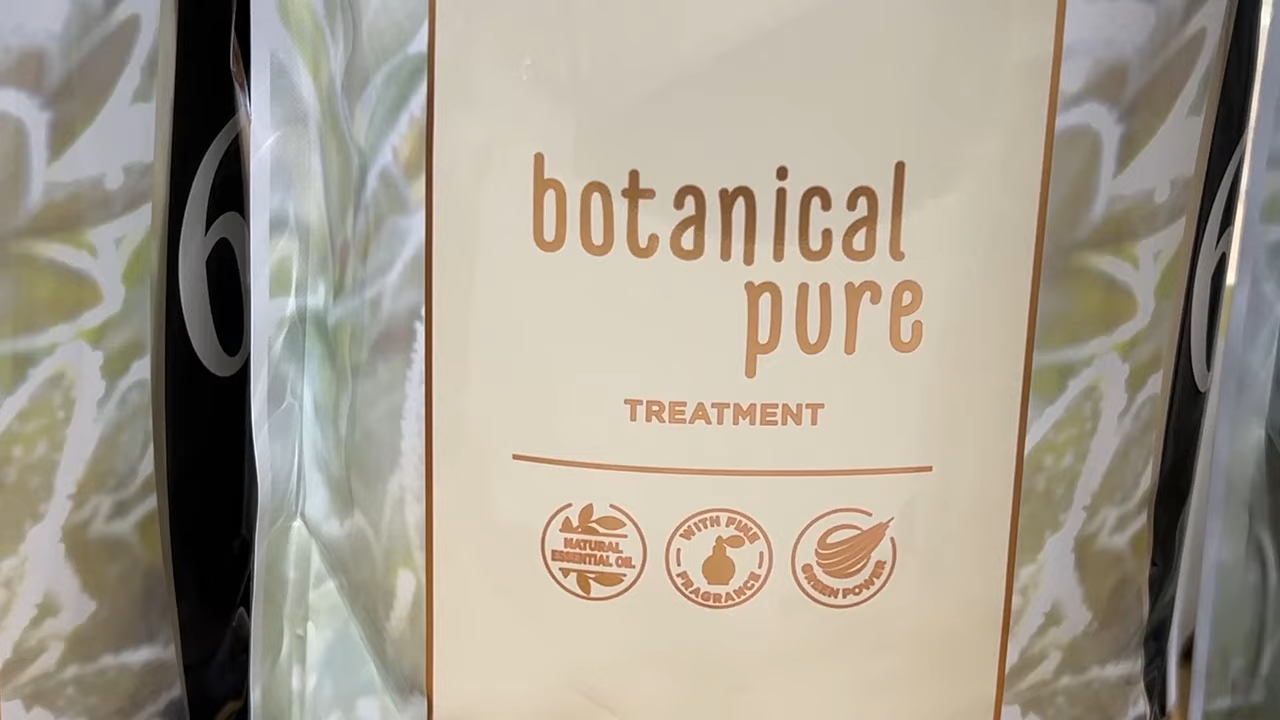 botanical
pure
TREATMENT
NATURAL
ESSENTIAL OIL
WITH FINE
FRAGRANCE
GREEN POWER
6
6